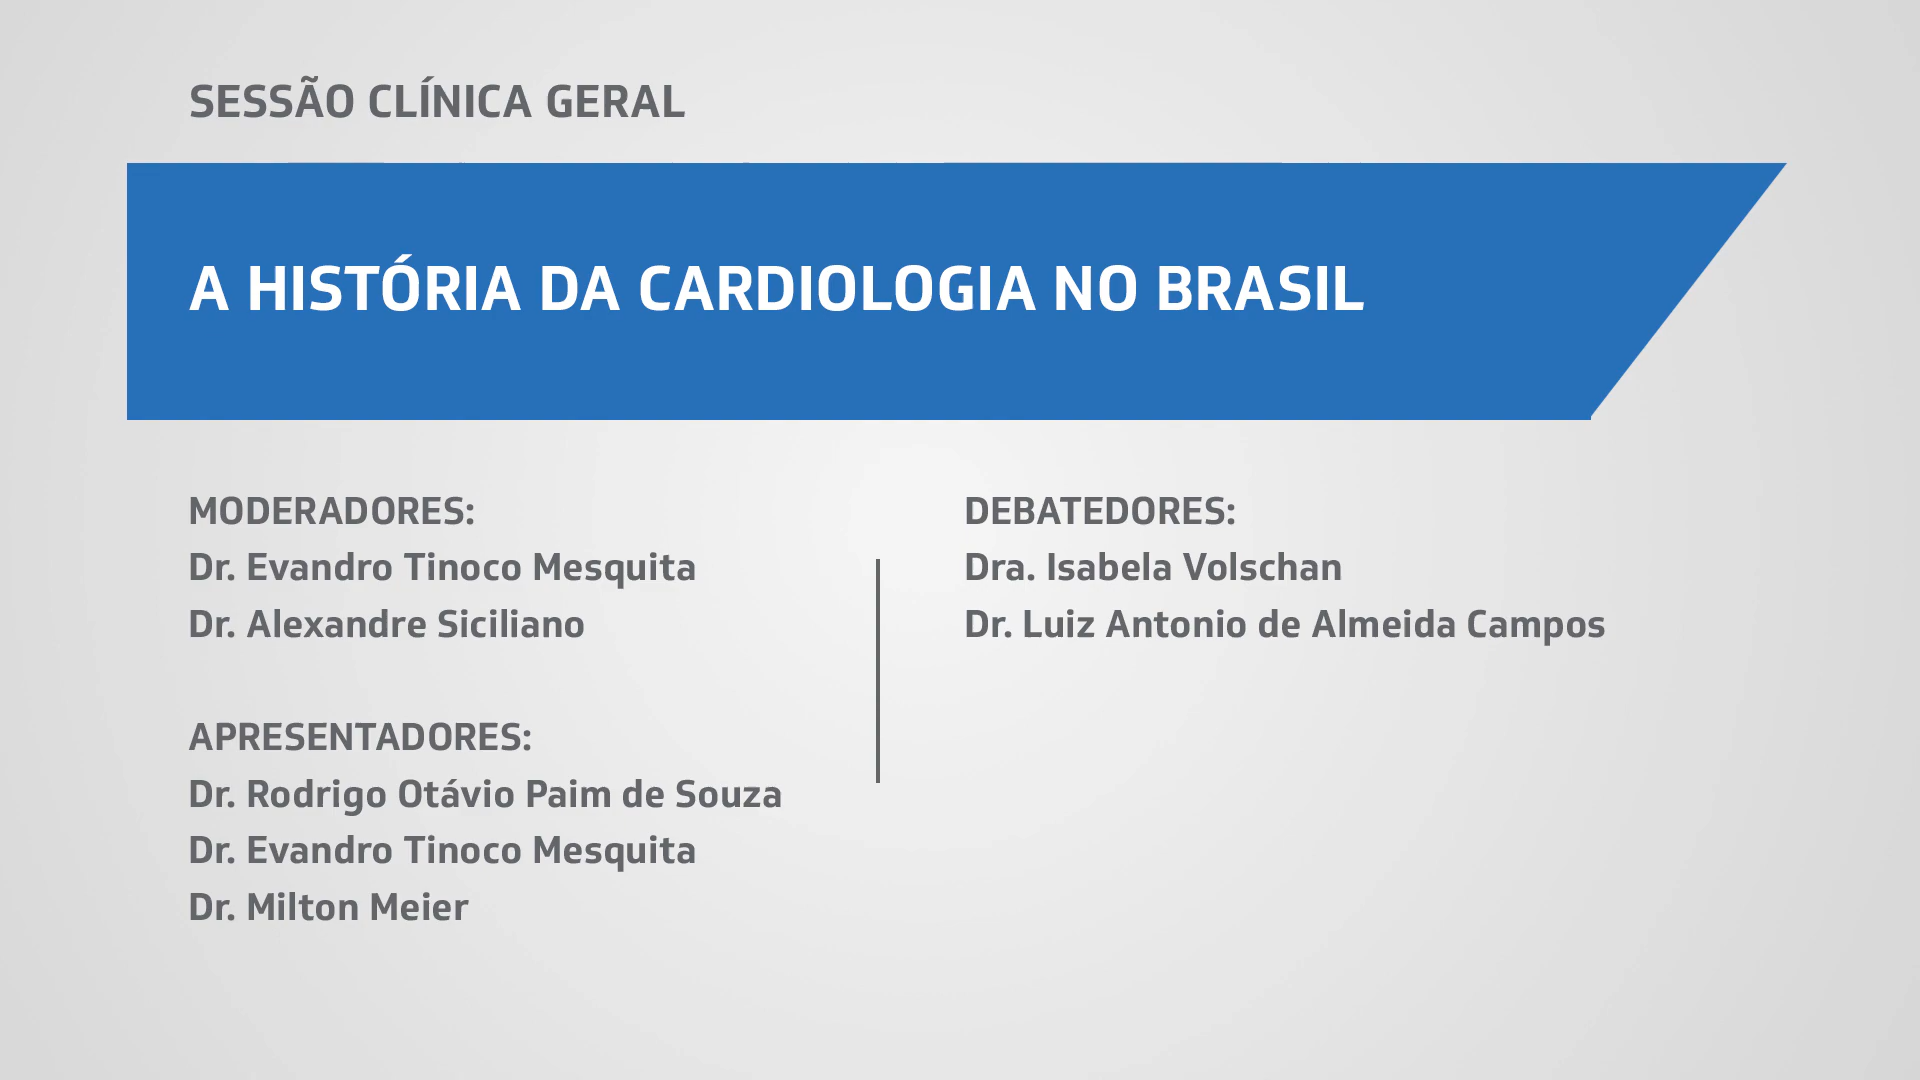 SESSÃO CLÍNICA GERAL
A HISTÓRIA DA CARDIOLOGIA NO BRASIL
MODERADORES:
Dr. Evandro Tinoco Mesquita
Dr. Alexandre Siciliano
APRESENTADORES:
Dr. Rodrigo Otávio Paim de Souza
Dr. Evandro Tinoco Mesquita
Dr. Milton Meier
DEBATEDORES:
Dra. Isabela Volschan
Dr. Luiz Antonio de Almeida Campos